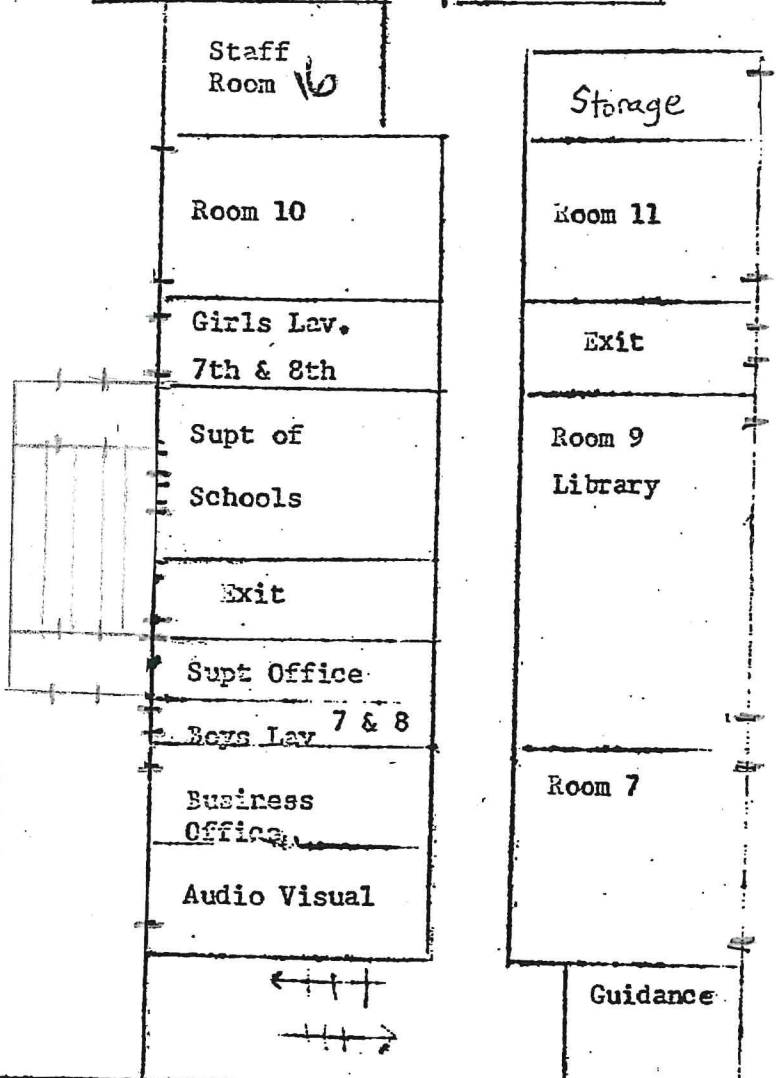 Staff
Room 16
Room 10
Girls Lav.
7th & 8th
Supt of
Schools
Exit
Supt Office
7 & 8
Boys Lav
Business
Office
Audio Visual
Storage
Room 11
Exit
Room 9
Library
Room 7
Guidance